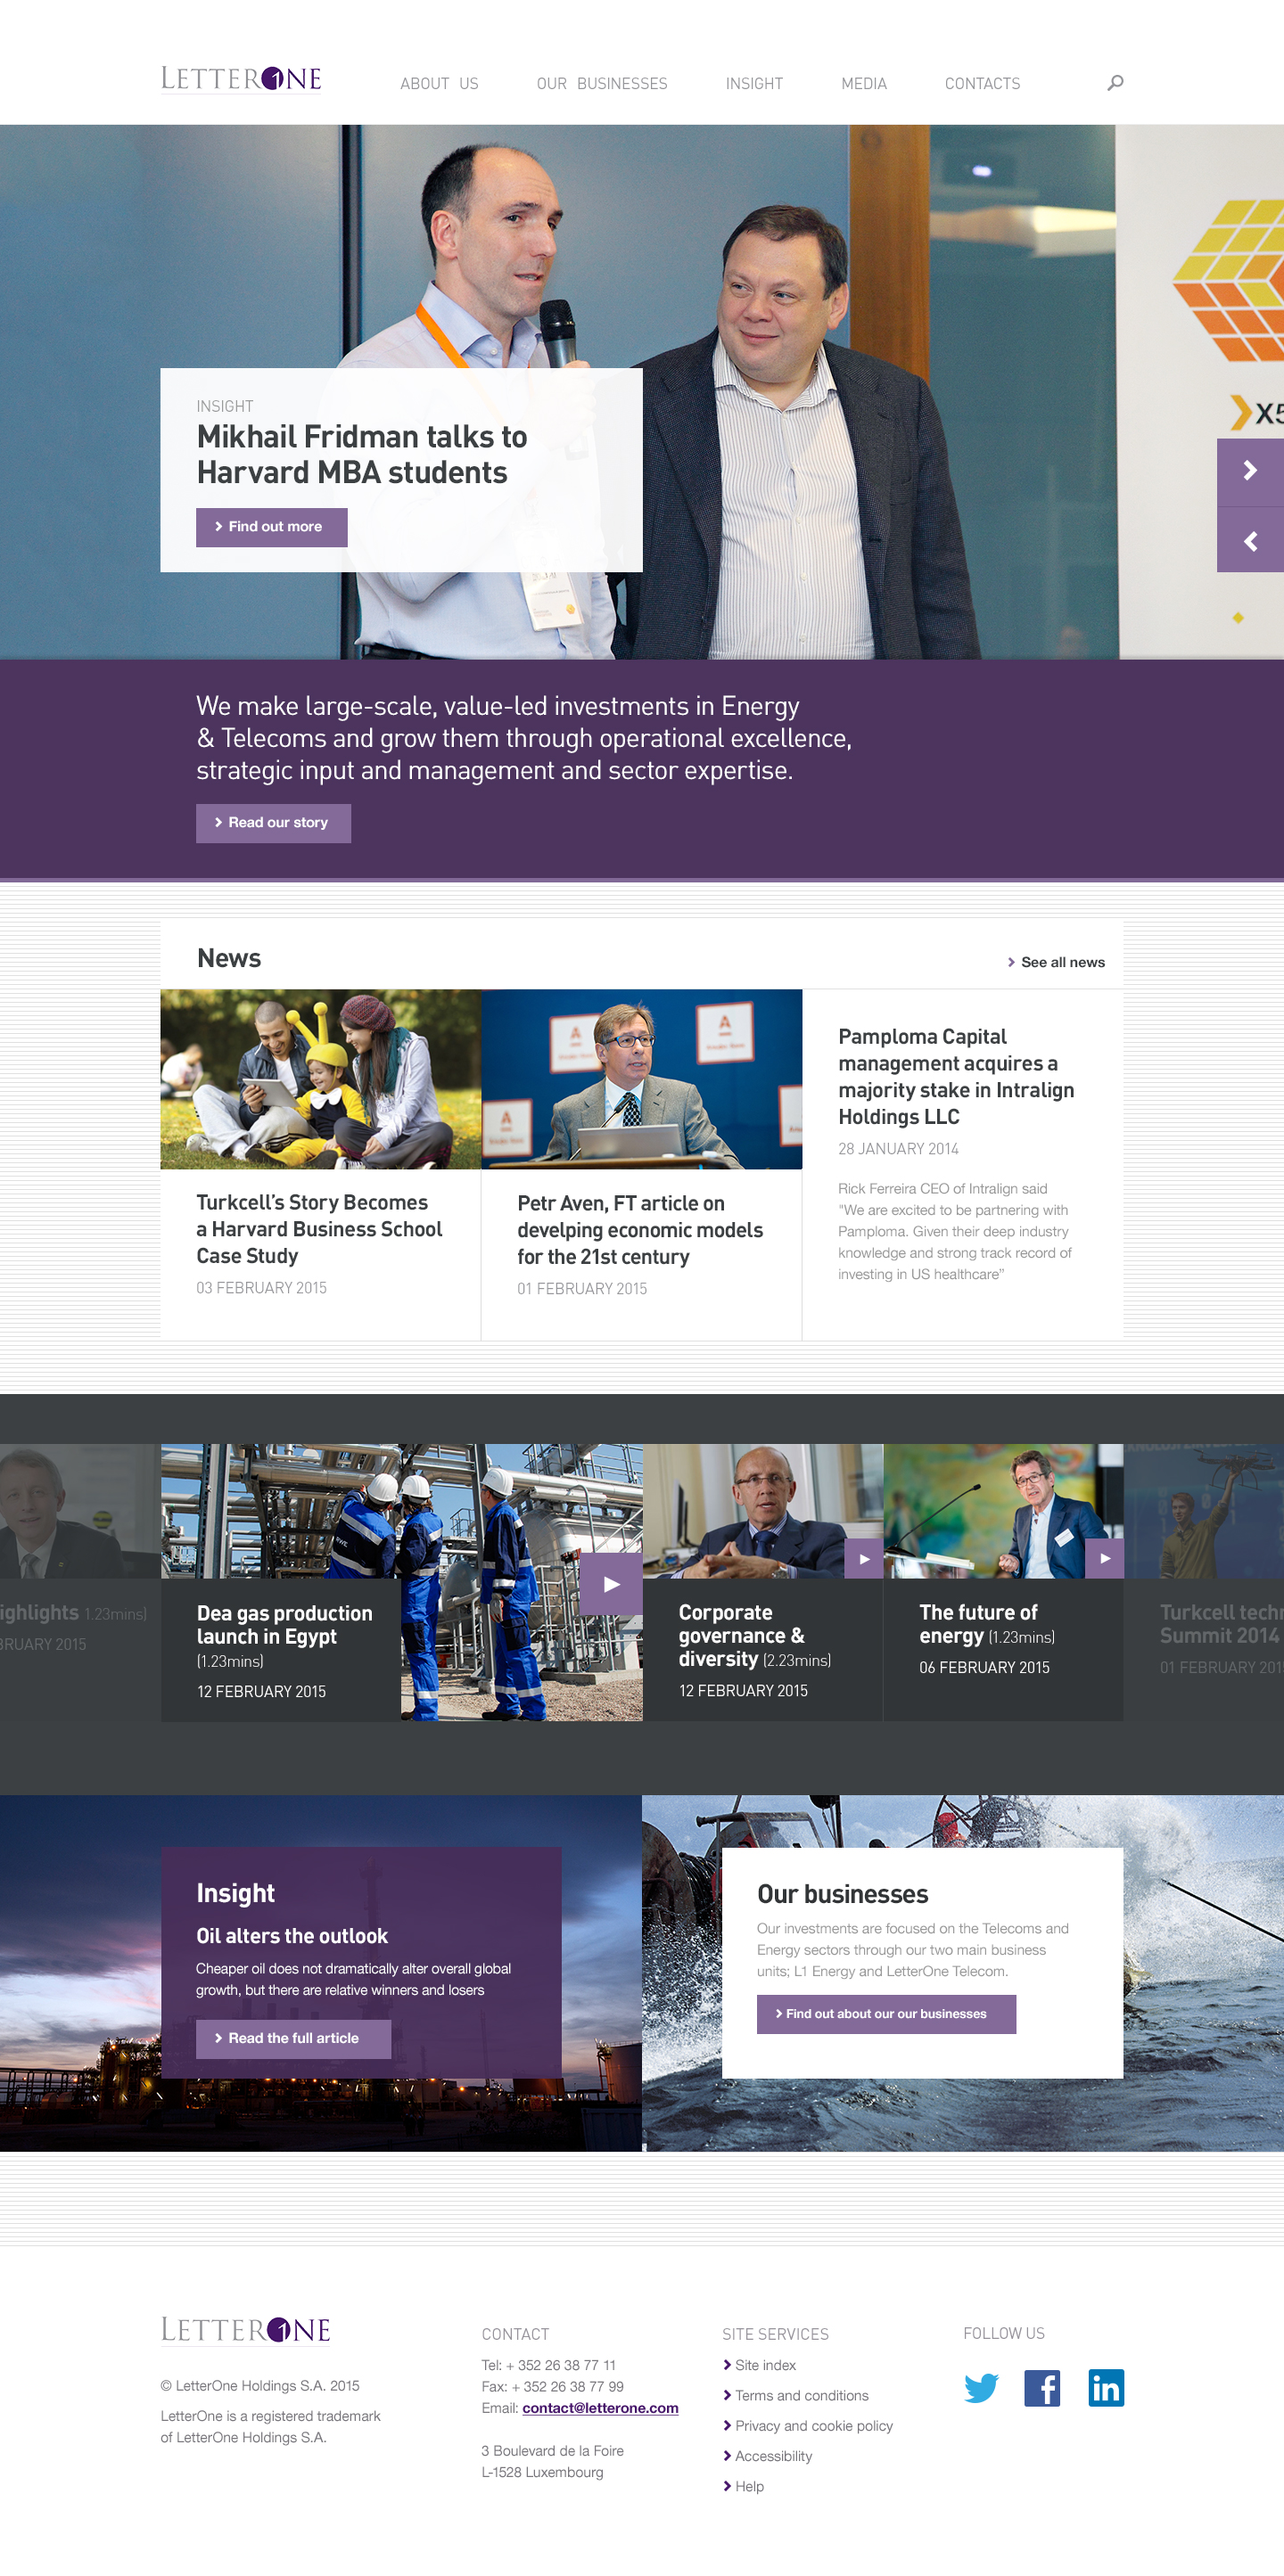 LETTERONE
ABOUT US
OUR BUSINESSES
INSIGHT
MEDIA
CONTACTS
X5
INSIGHT
Mikhail Fridman talks to
Harvard MBA students
Find out more
We make large-scale, value-led investments in Energy
& Telecoms and grow them through operational excellence,
strategic input and management and sector expertise.
Read our story
News
See all news
Turkcell’s Story Becomes
a Harvard Business School
Case Study
03 FEBRUARY 2015
Petr Aven, FT article on
develping economic models
for the 21st century
01 FEBRUARY 2015
Pamploma Capital
management acquires a
majority stake in Intralign
Holdings LLC
28 JANUARY 2014
Rick Ferreira CEO of Intralign said
"We are excited to be partnering with
Pamploma. Given their deep industry
knowledge and strong track record of
investing in US healthcare”
ighlights 1.23mins)
BRUARY 2015
Dea gas production
launch in Egypt
(1.23mins)
12 FEBRUARY 2015
Corporate
governance &
diversity (2.23mins)
12 FEBRUARY 2015
The future of
energy (1.23mins)
06 FEBRUARY 2015
Turkcell tech
Summit 2014
01 FEBRUARY 201
Insight
Oil alters the outlook
Cheaper oil does not dramatically alter overall global
growth, but there are relative winners and losers
Read the full article
Our businesses
Our investments are focused on the Telecoms and
Energy sectors through our two main business
units; L1 Energy and LetterOne Telecom.
Find out about our our businesses
LETTERONE
© LetterOne Holdings S.A. 2015
LetterOne is a registered trademark
of LetterOne Holdings S.A.
CONTACT
Tel: + 352 26 38 77 11
Fax: + 352 26 38 77 99
Email: contact@letterone.com
3 Boulevard de la Foire
L-1528 Luxembourg
SITE SERVICES
Site index
Terms and conditions
Privacy and cookie policy
Accessibility
Help
FOLLOW US